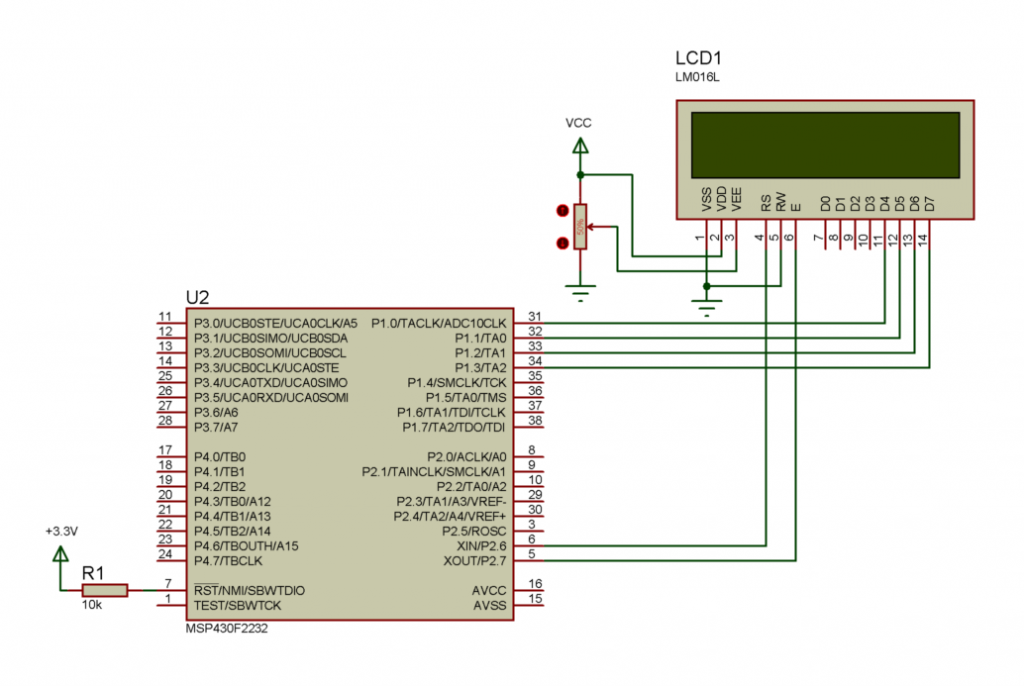 LCD1
LM016L
VCC
VSS
VDD
VEE
RS
RW
E
D0
D1
D2
D3
D4
D5
D6
D7
1
2
3
4
5
6
7
8
9
10
11
12
13
14
50%
U2
11 P3.0/UCB0STE/UCA0CLK/A5 P1.0/TACLK/ADC10CLK 31
12 P3.1/UCB0SIMO/UCB0SDA P1.1/TA0 32
13 P3.2/UCB0SOMI/UCB0SCL P1.2/TA1 33
14 P3.3/UCB0CLK/UCA0STE P1.3/TA2 34
25 P3.4/UCA0TXD/UCA0SIMO P1.4/SMCLK/TCK 35
26 P3.5/UCA0RXD/UCA0SOMI P1.5/TA0/TMS 36
27 P3.6/A6 P1.6/TA1/TDI/TCLK 37
28 P3.7/A7 P1.7/TA2/TDO/TDI 38
17 P4.0/TB0 P2.0/ACLK/A0 8
18 P4.1/TB1 P2.1/TAINCLK/SMCLK/A1 9
19 P4.2/TB2 P2.2/TA0/A2 10
20 P4.3/TB0/A12 P2.3/TA1/A3/VREF- 29
21 P4.4/TB1/A13 P2.4/TA2/A4/VREF+ 30
22 P4.5/TB2/A14 P2.5/ROSC 3
23 P4.6/TBOUTH/A15 XIN/P2.6 6
24 P4.7/TBCLK XOUT/P2.7 5
+3.3V
R1
10k
7 RST/NMI/SBWTDIO AVCC 16
1 TEST/SBWTCK AVSS 15
MSP430F2232